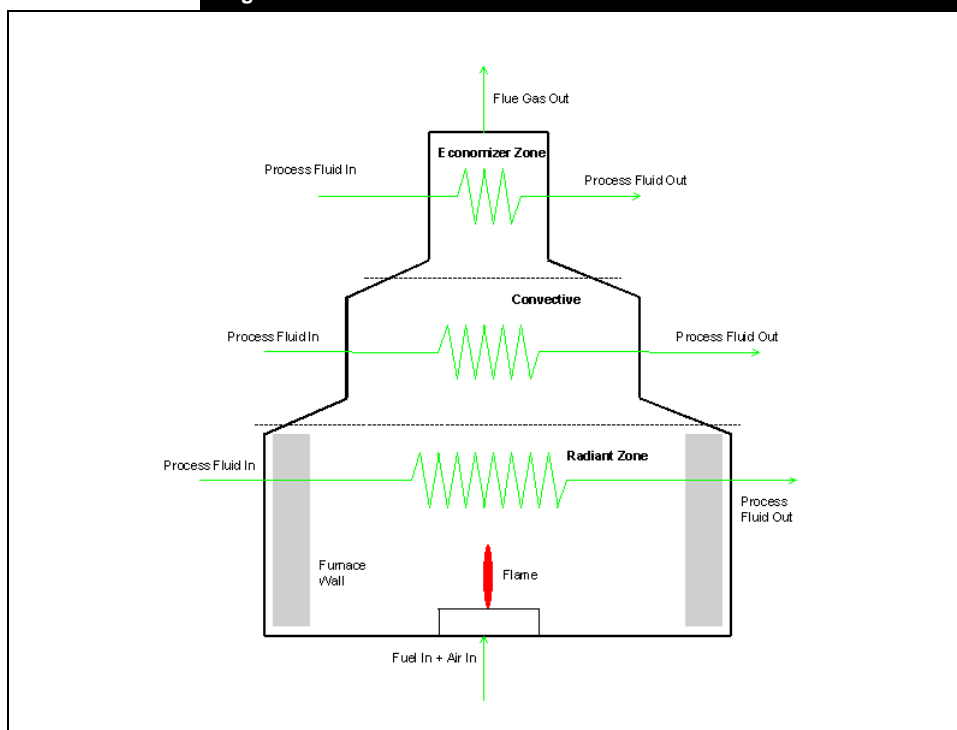 Flue Gas Out
Economizer Zone
Process Fluid In
Process Fluid Out
Convective
Process Fluid In
Process Fluid Out
Radiant Zone
Process Fluid In
Process
Fluid Out
Furnace
Wall
Flame
Fuel In + Air In